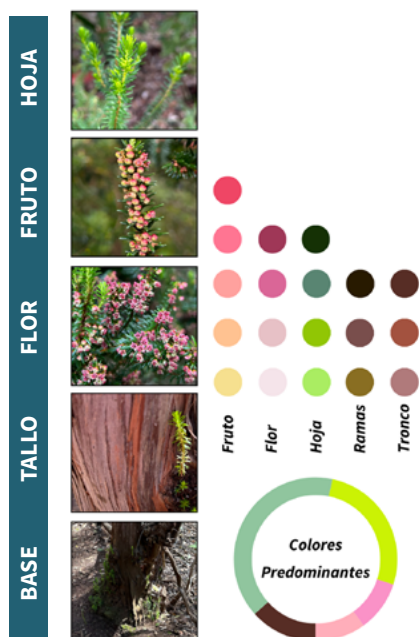 HOJA
FRUTO
FLOR
TALLO
BASE
Fruto
Flor
Hoja
Ramas
Tronco
Colores
Predominantes